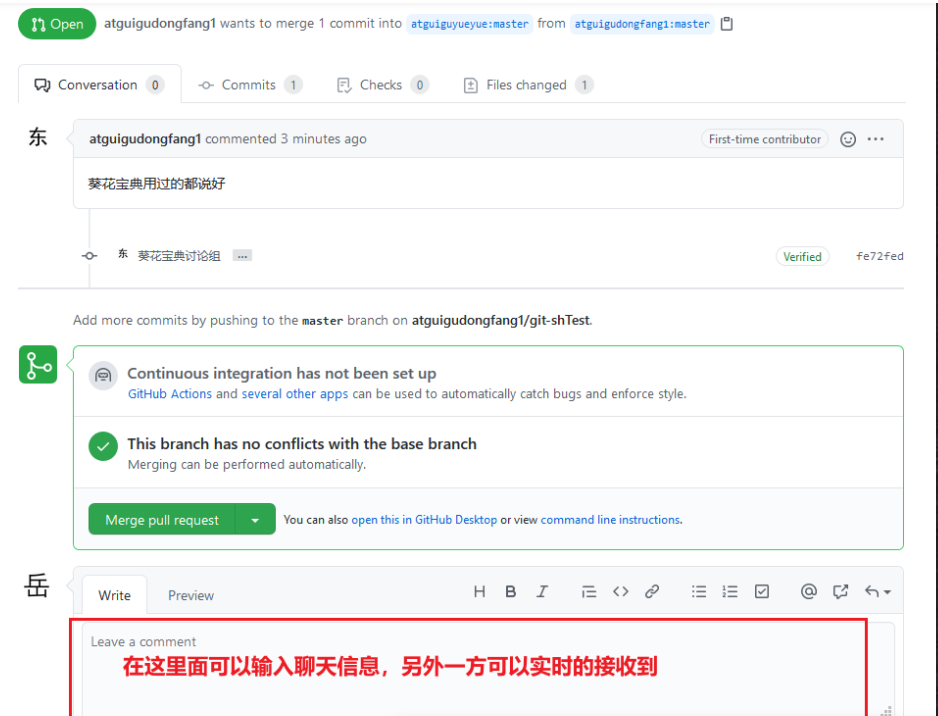 Open atguigudongfang1 wants to merge 1 commit into atguiguyueyue:master from atguigudongfang1:master
Conversation 0 Commits 1 Checks 0 Files changed 1
东 atguigudongfang1 commented 3 minutes ago First-time contributor
葵花宝典用过的都说好
东 葵花宝典讨论组 ... Verified fe72fed
Add more commits by pushing to the master branch on atguigudongfang1/git-shTest.
Continuous integration has not been set up
GitHub Actions and several other apps can be used to automatically catch bugs and enforce style.
This branch has no conflicts with the base branch
Merging can be performed automatically.
Merge pull request You can also open this in GitHub Desktop or view command line instructions.
岳 Write Preview H B I
Leave a comment
在这里面可以输入聊天信息，另外一方可以实时的接收到